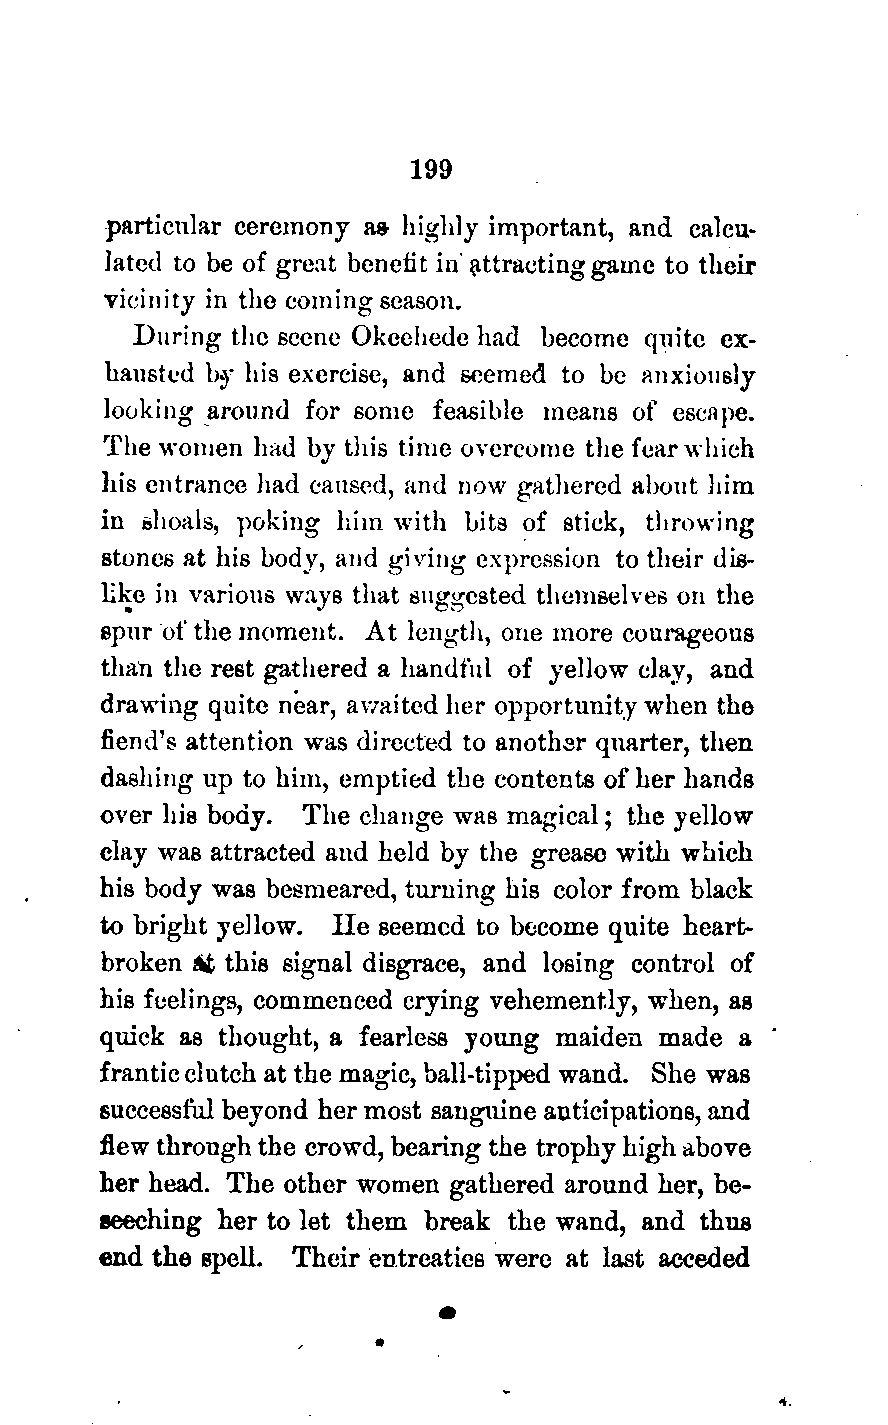 199
particular ceremony as highly important, and calcu-
lated to be of great benefit in attracting game to their
vicinity in the coming season.
During the scene Okeehede had become quite ex-
hausted by his exercise, and seemed to be anxiously
looking around for some feasible means of escape.
The women had by this time overcome the fear which
his entrance had caused, and now gathered about him
in shoals, poking him with bits of stick, throwing
stones at his body, and giving expression to their dis-
like in various ways that suggested themselves on the
spur of the moment. At length, one more courageous
than the rest gathered a handful of yellow clay, and
drawing quite near, awaited her opportunity when the
fiend's attention was directed to another quarter, then
dashing up to him, emptied the contents of her hands
over his body. The change was magical; the yellow
clay was attracted and held by the grease with which
his body was besmeared, turning his color from black
to bright yellow. He seemed to become quite heart-
broken at this signal disgrace, and losing control of
his feelings, commenced crying vehemently, when, as
quick as thought, a fearless young maiden made a
frantic clutch at the magic, ball-tipped wand. She was
successful beyond her most sanguine anticipations, and
flew through the crowd, bearing the trophy high above
her head. The other women gathered around her, be-
seeching her to let them break the wand, and thus
end the spell. Their entreaties were at last acceded